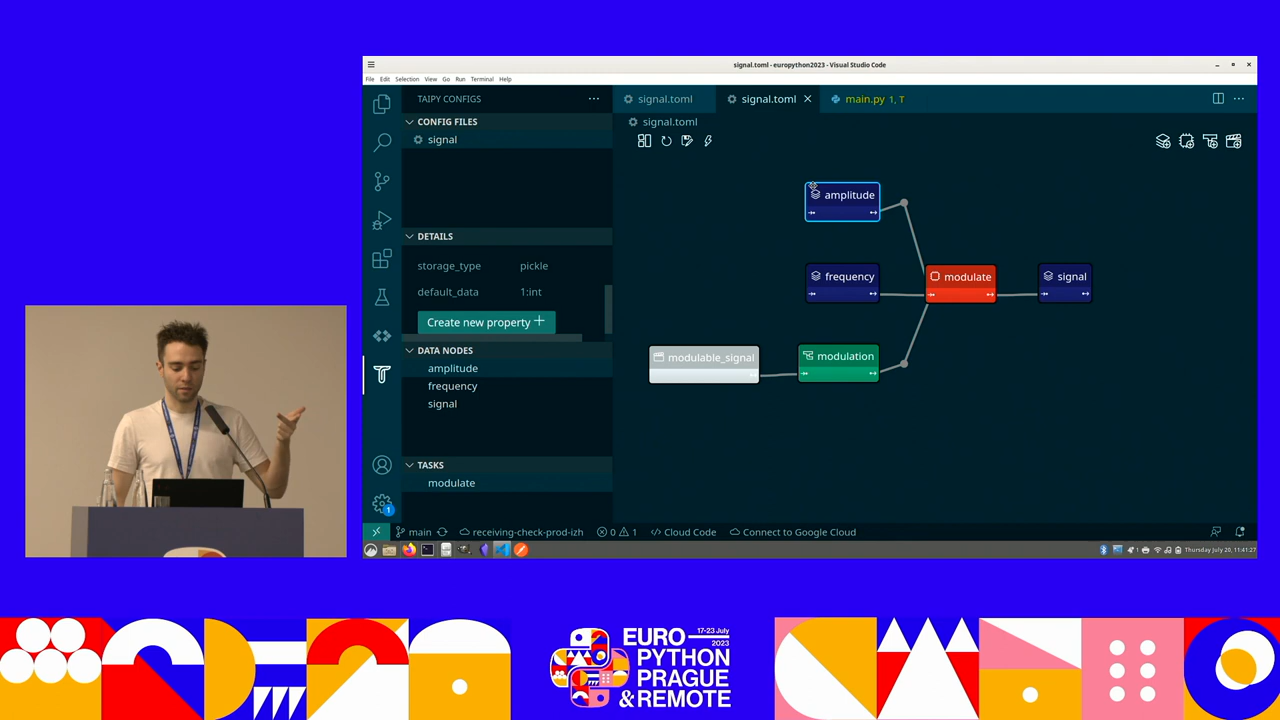 signal.toml - europython2023 - Visual Studio Code
File Edit Selection View Go Run Terminal Help
TAIPY CONFIGS
signal.toml
signal.toml
main.py 1, T
CONFIG FILES
signal
signal.toml
DETAILS
storage_type pickle
default_data 1:int
Create new property
DATA NODES
amplitude
frequency
signal
TASKS
modulate
amplitude
frequency
modulate
signal
modulable_signal
modulation
1
main
receiving-check-prod-izh
0
1
Cloud Code
Connect to Google Cloud
Thursday July 20, 11:41:27
17-23 July
2023
EURO
PYTHON
PRAGUE
& REMOTE